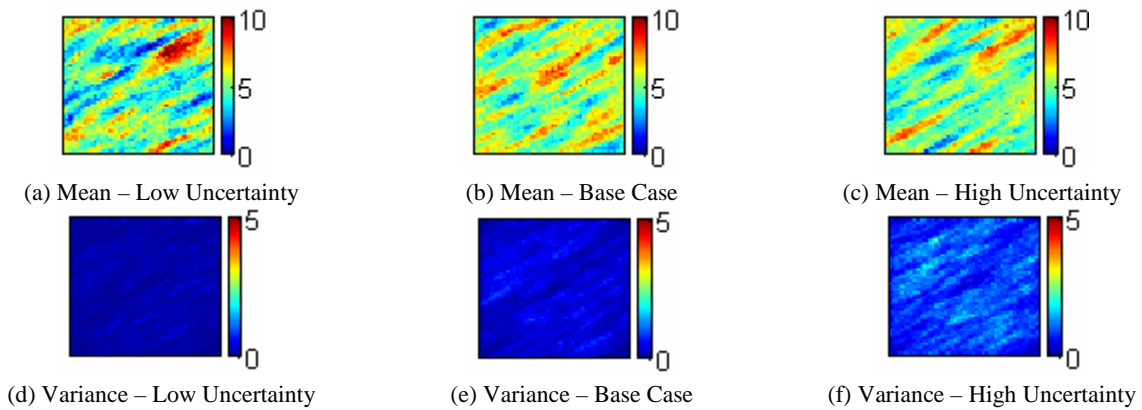 10
5
0
10
5
0
10
5
0
(a) Mean – Low Uncertainty
(b) Mean – Base Case
(c) Mean – High Uncertainty
5
0
5
0
5
0
(d) Variance – Low Uncertainty
(e) Variance – Base Case
(f) Variance – High Uncertainty